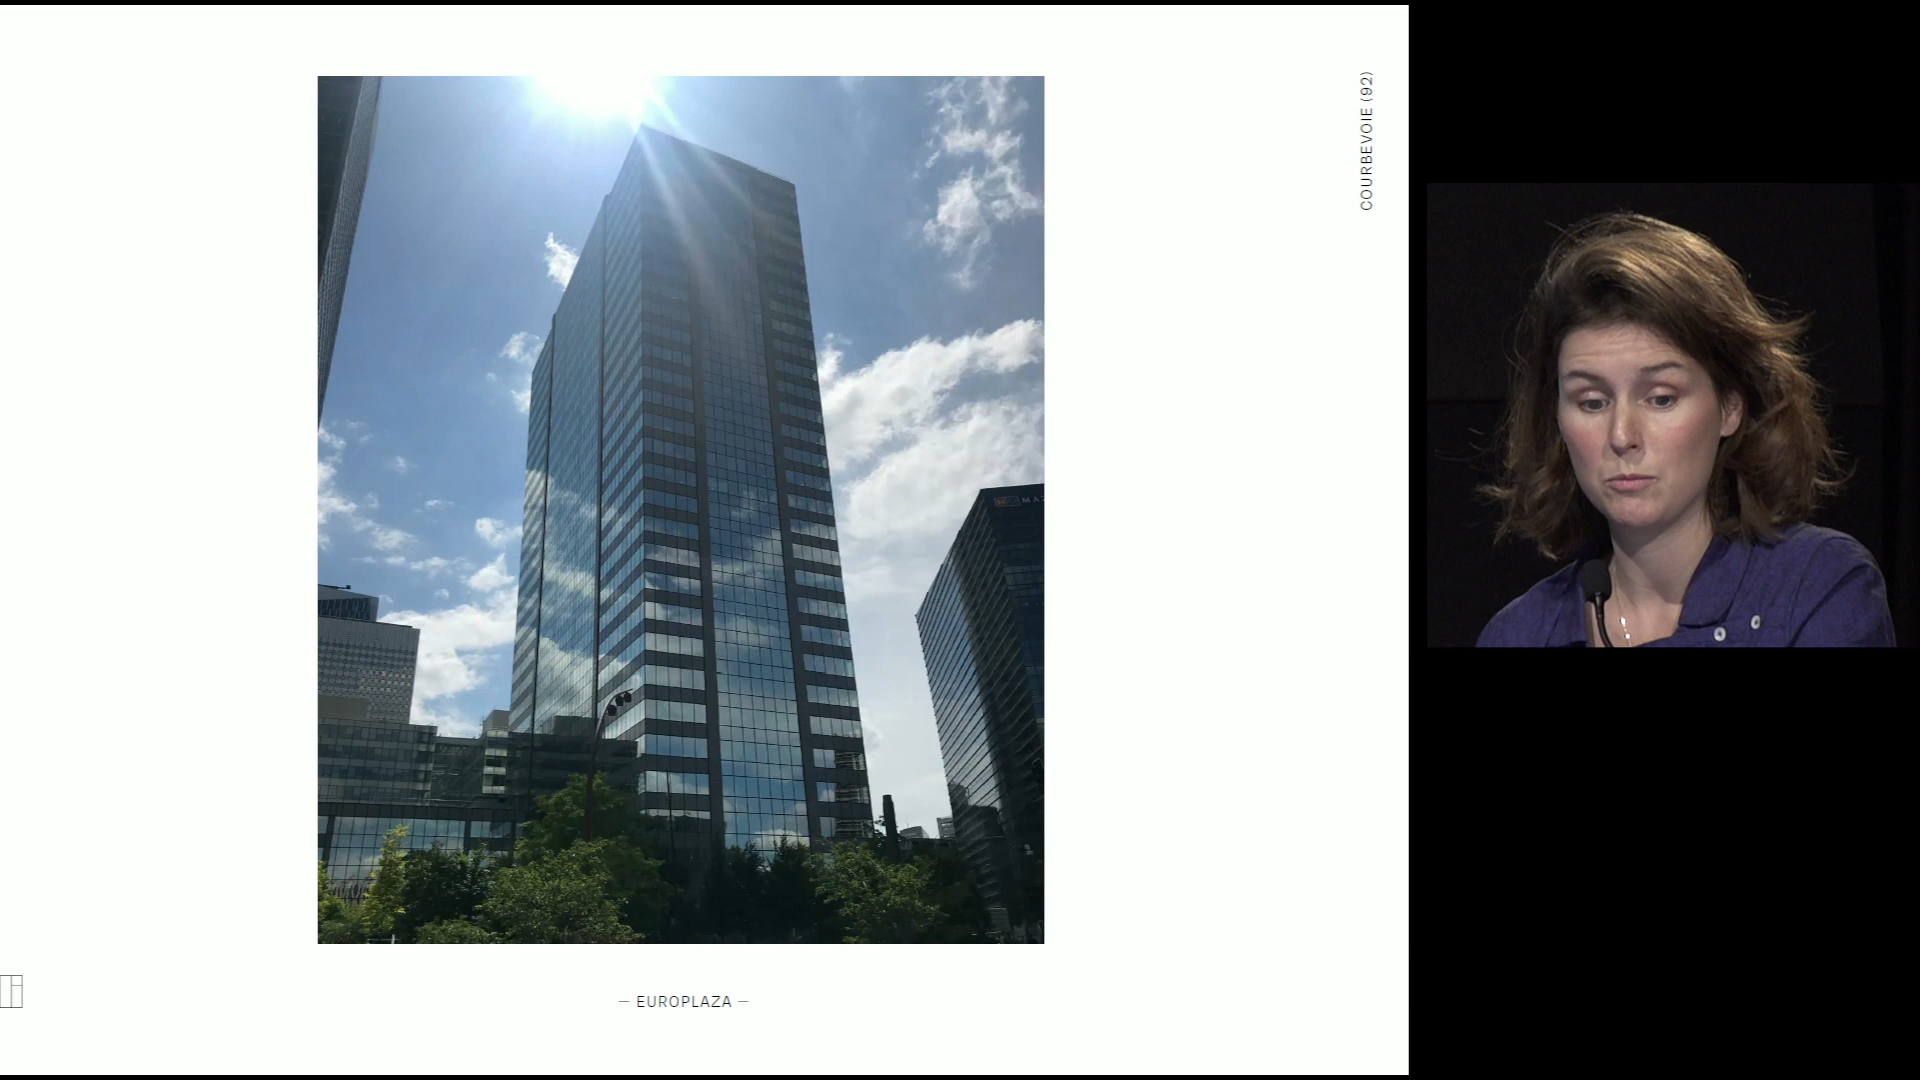 COURBEVOIE (92)
— EUROPLAZA —